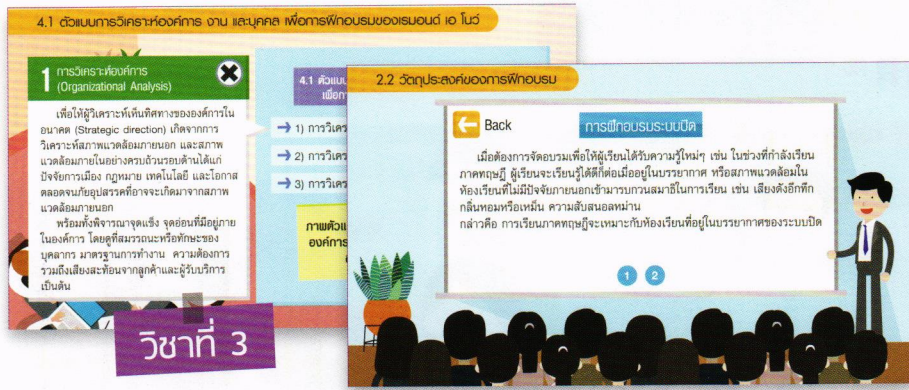 4.1 ตัวแบบการวิเคราะห์องค์การ งาน และบุคคล เพื่อการฝึกอบรมของเรมอนด์ เอ โนว์
1 การวิเคราะห์องค์การ
(Organizational Analysis)
เพื่อให้ผู้วิเคราะห์เห็นทิศทางขององค์การใน
อนาคต (Strategic direction) เกิดจากการ
วิเคราะห์สภาพแวดล้อมภายนอก และสภาพ
แวดล้อมภายในอย่างครบถ้วนรอบด้านได้แก่
ปัจจัยการเมือง กฎหมาย เทคโนโลยี และโอกาส
ตลอดจนภัยอุปสรรคที่อาจจะเกิดมาจากสภาพ
แวดล้อมภายนอก
พร้อมทั้งพิจารณาจุดแข็ง จุดอ่อนที่มีอยู่ภาย
ในองค์การ โดยดูที่สมรรถนะหรือทักษะของ
บุคลากร มาตรฐานการทำงาน ความต้องการ
รวมถึงเสียงสะท้อนจากลูกค้าและผู้รับบริการ
เป็นต้น
4.1 ตัวแบ
เพื่อกา
1) การวิเคร
2) การวิเคร
3) การวิเคร
ภาพตัวแ
องค์การ
วิชาที่ 3
2.2 วัตถุประสงค์ของการฝึกอบรม
Back
การฝึกอบรมระบบปิด
เมื่อต้องการจัดอบรมเพื่อให้ผู้เรียนได้รับความรู้ใหม่ๆ เช่น ในช่วงที่กำลังเรียน
ภาคทฤษฎี ผู้เรียนจะเรียนรู้ได้ดีก็ต่อเมื่ออยู่ในบรรยากาศ หรือสภาพแวดล้อมใน
ห้องเรียนที่ไม่มีปัจจัยภายนอกเข้ามารบกวนสมาธิในการเรียน เช่น เสียงดังอึกทึก
กลิ่นหอมหรือเหม็น ความสับสนอลหม่าน
กล่าวคือ การเรียนภาคทฤษฎีจะเหมาะกับห้องเรียนที่อยู่ในบรรยากาศของระบบปิด
1 2